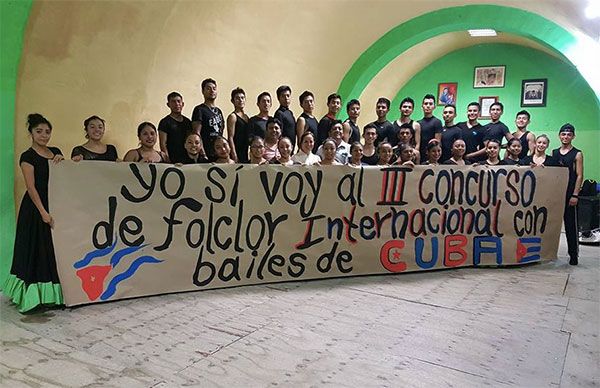 yo sí voy al III concurso
de folclor Internacional con
bailes de CUBA